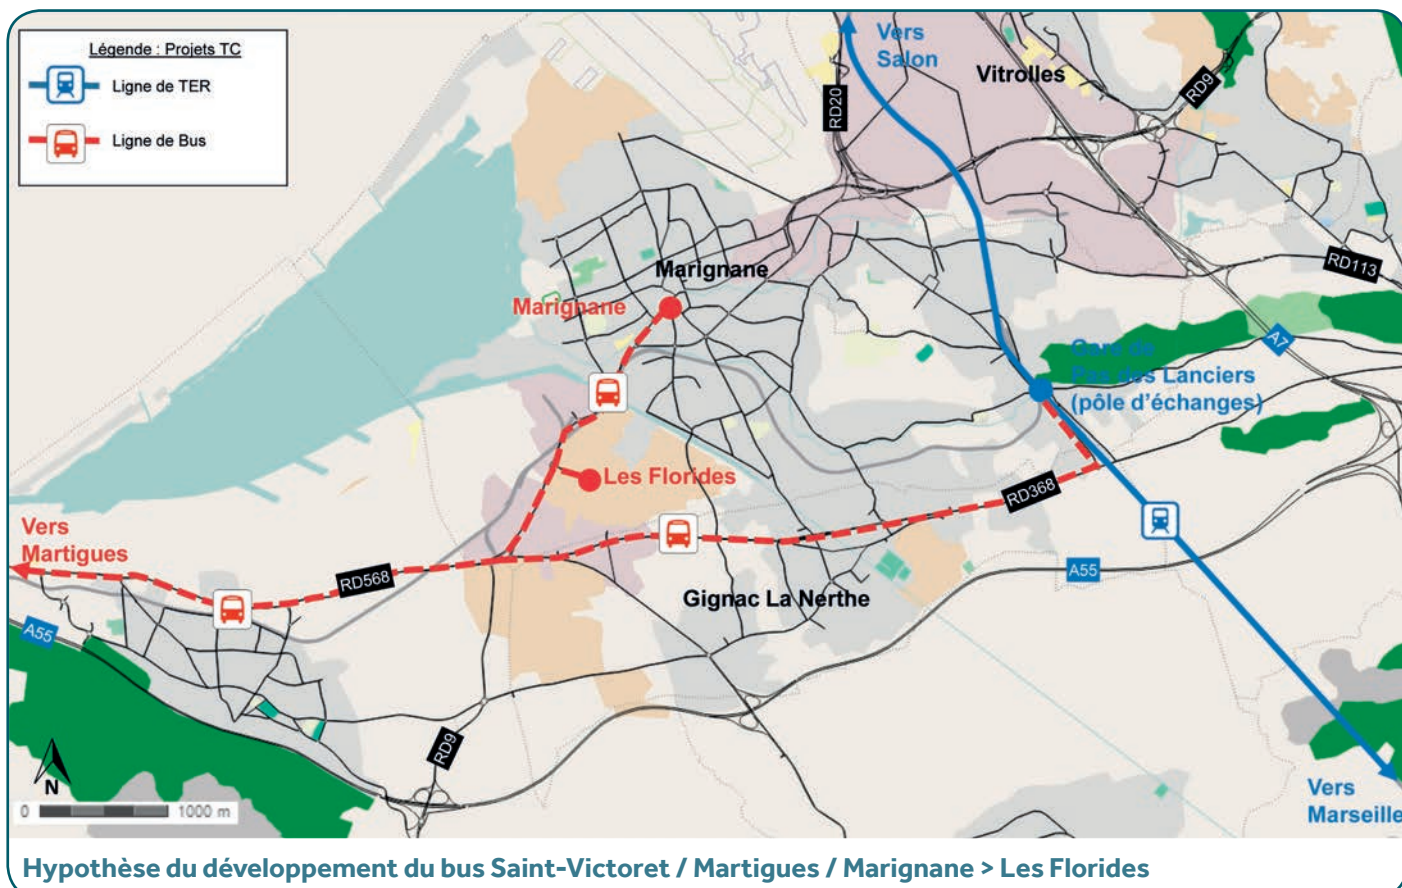 Légende : Projets TC
Ligne de TER
Ligne de Bus
Vers
Salon
Vitrolles
RD20
RD9
Marignane
RD113
Marignane
A7
Gare de
Pas des Lanciers
(pôle d'échanges)
Les Florides
RD368
Vers
Martigues
RD568
A55
Gignac La Nerthe
A55
RD9
N
0 1000 m
Vers
Marseille
Hypothèse du développement du bus Saint-Victoret / Martigues / Marignane > Les Florides